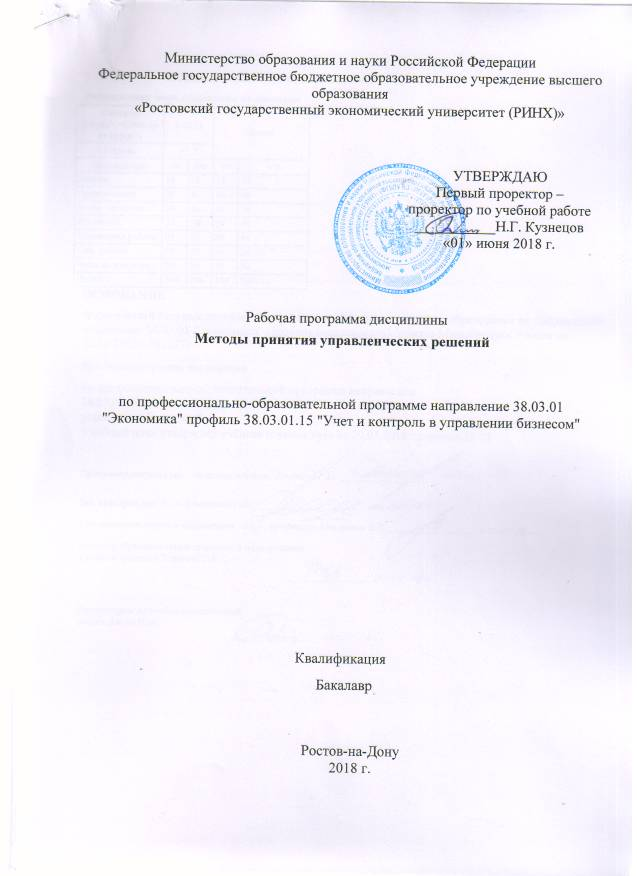 Министерство образования и науки Российской Федерации
Федеральное государственное бюджетное образовательное учреждение высшего
образования
«Ростовский государственный экономический университет (РИНХ)»
УТВЕРЖДАЮ
Первый проректор –
проректор по учебной работе
Н.Г. Кузнецов
«01» июня 2018 г.
Рабочая программа дисциплины
Методы принятия управленческих решений
по профессионально-образовательной программе направление 38.03.01
"Экономика" профиль 38.03.01.15 "Учет и контроль в управлении бизнесом"
Квалификация
Бакалавр
Ростов-на-Дону
2018 г.